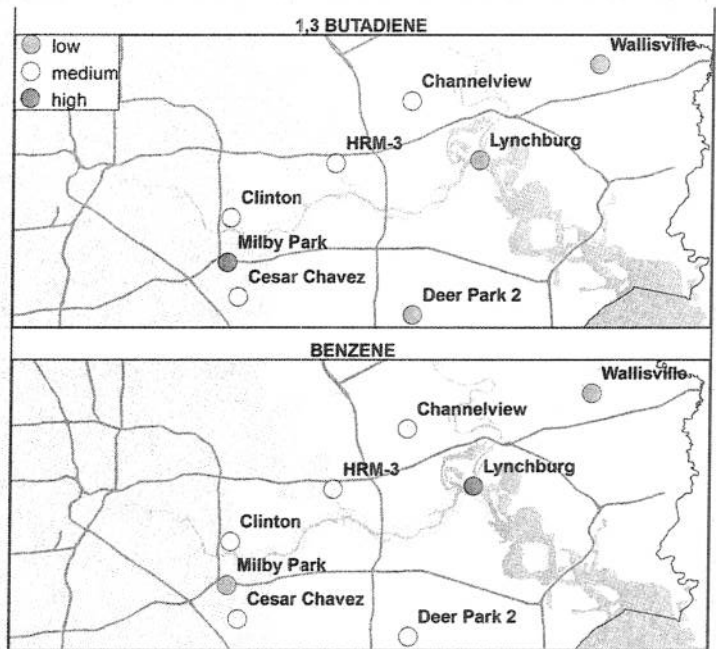 1,3 BUTADIENE
low
medium
high
Wallisville
Channelview
HRM-3
Lynchburg
Clinton
Milby Park
Cesar Chavez
Deer Park 2
BENZENE
Wallisville
Channelview
HRM-3
Lynchburg
Clinton
Milby Park
Cesar Chavez
Deer Park 2